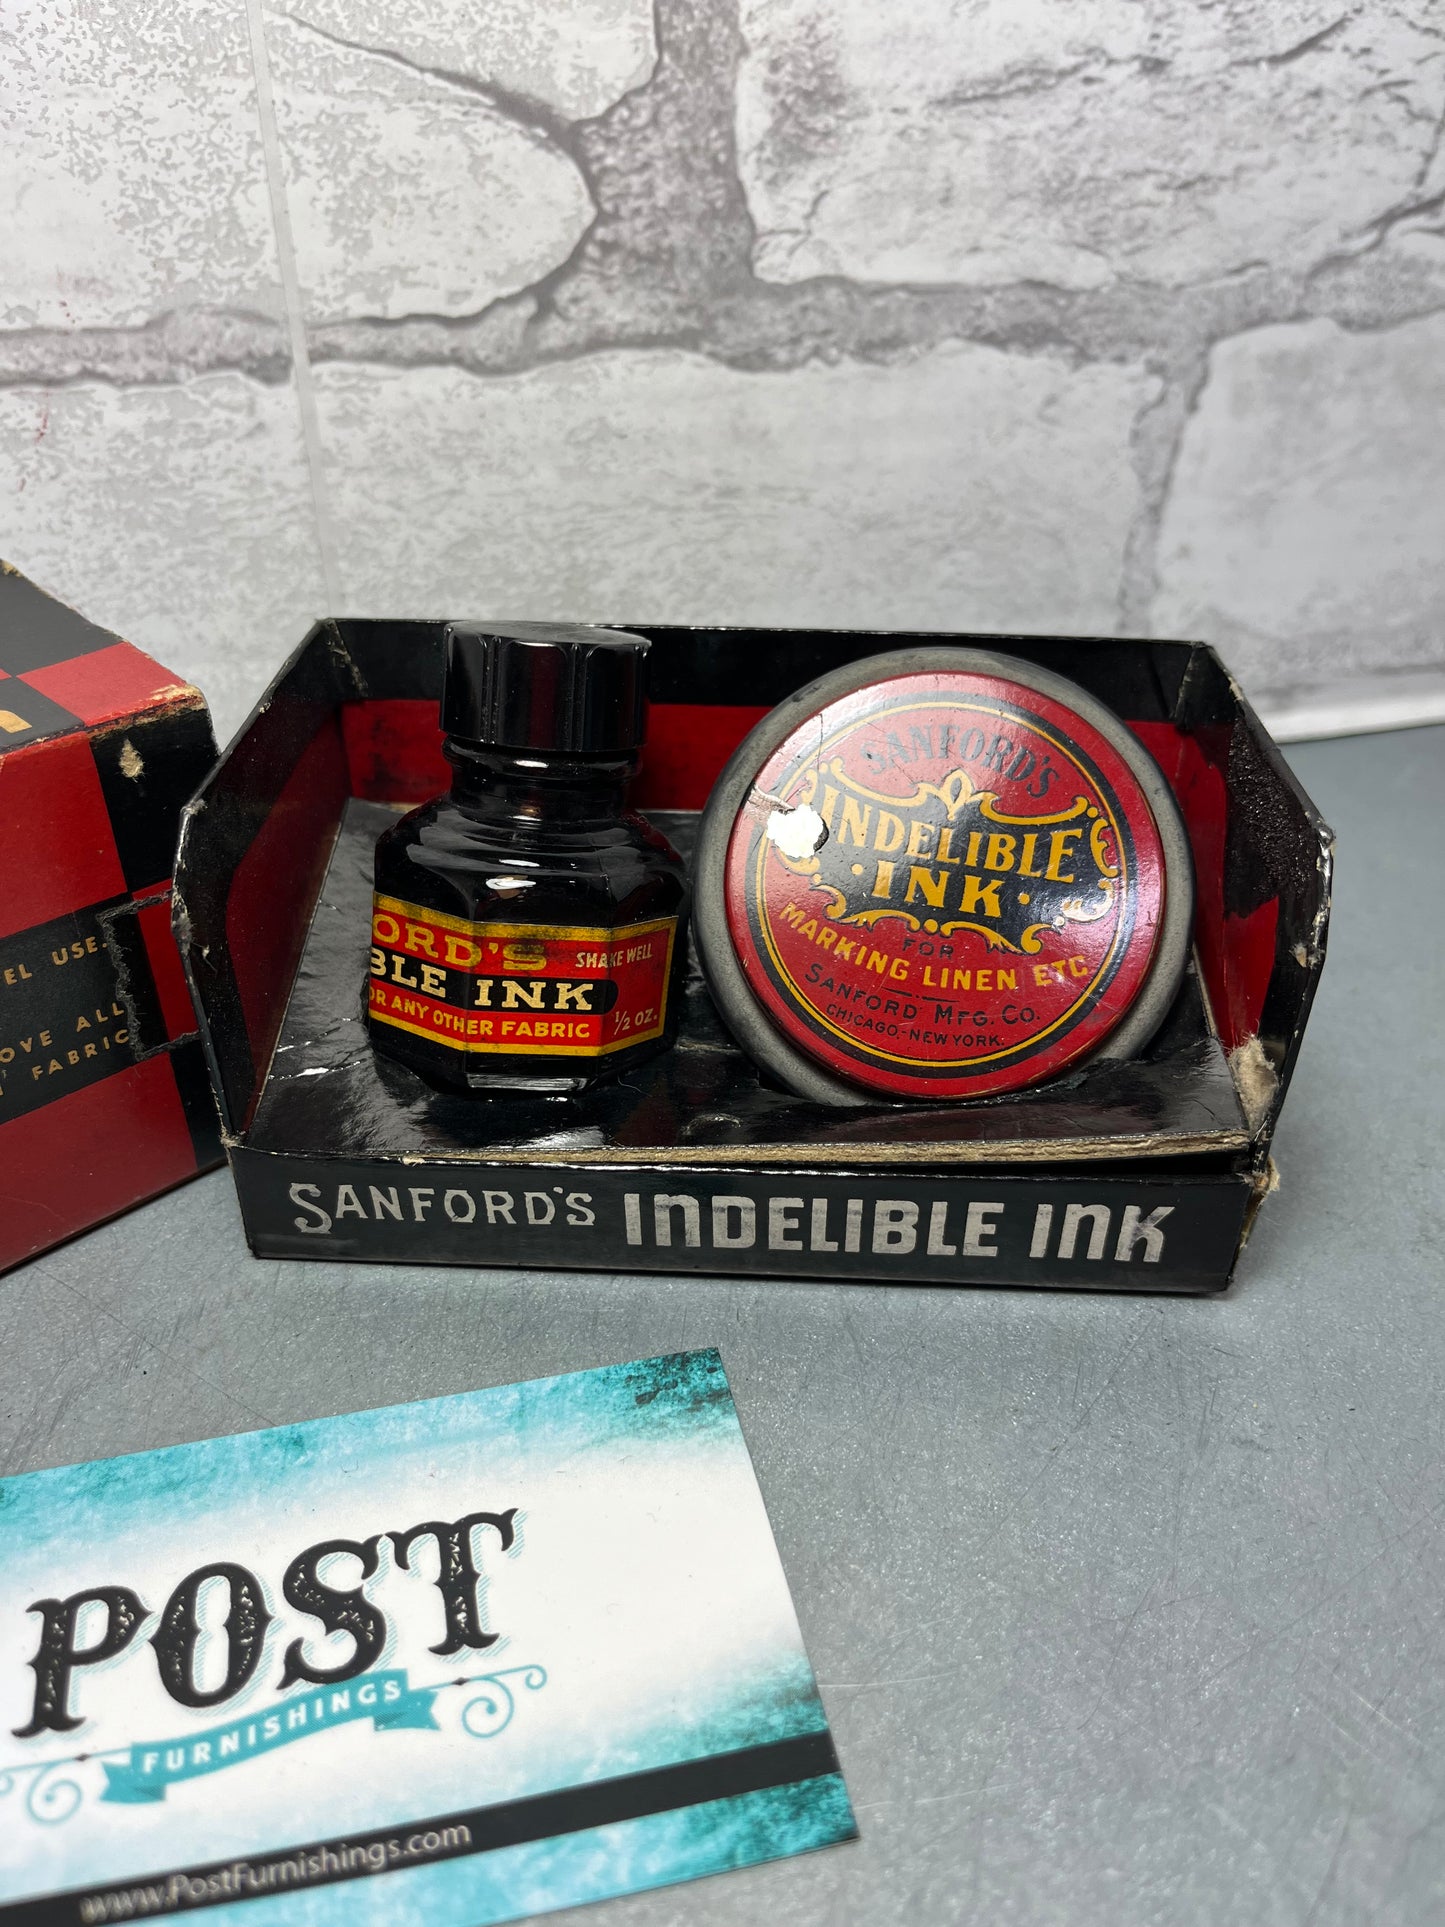 EL USE.
OVE ALL
FABRIC
ORD'S SHAKE WELL
BLE INK
OR ANY OTHER FABRIC ½ OZ.
SANFORD'S
INDELIBLE
·INK·
FOR
MARKING LINEN ETC
SANFORD MFG. CO.
CHICAGO.-NEW YORK.
SANFORD'S INDELIBLE INK
POST
FURNISHINGS
www.PostFurnishings.com